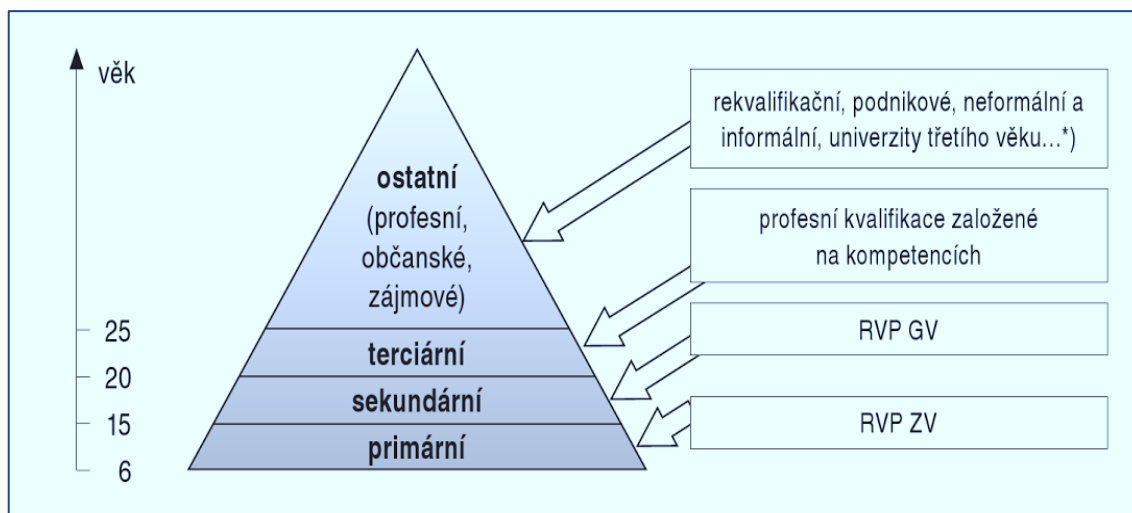 věk
ostatní
(profesní,
občanské,
zájmové)
25
terciární
20
sekundární
15
primární
6
rekvalifikační, podnikové, neformální a
informální, univerzity třetího věku...*)
profesní kvalifikace založené
na kompetencích
RVP GV
RVP ZV